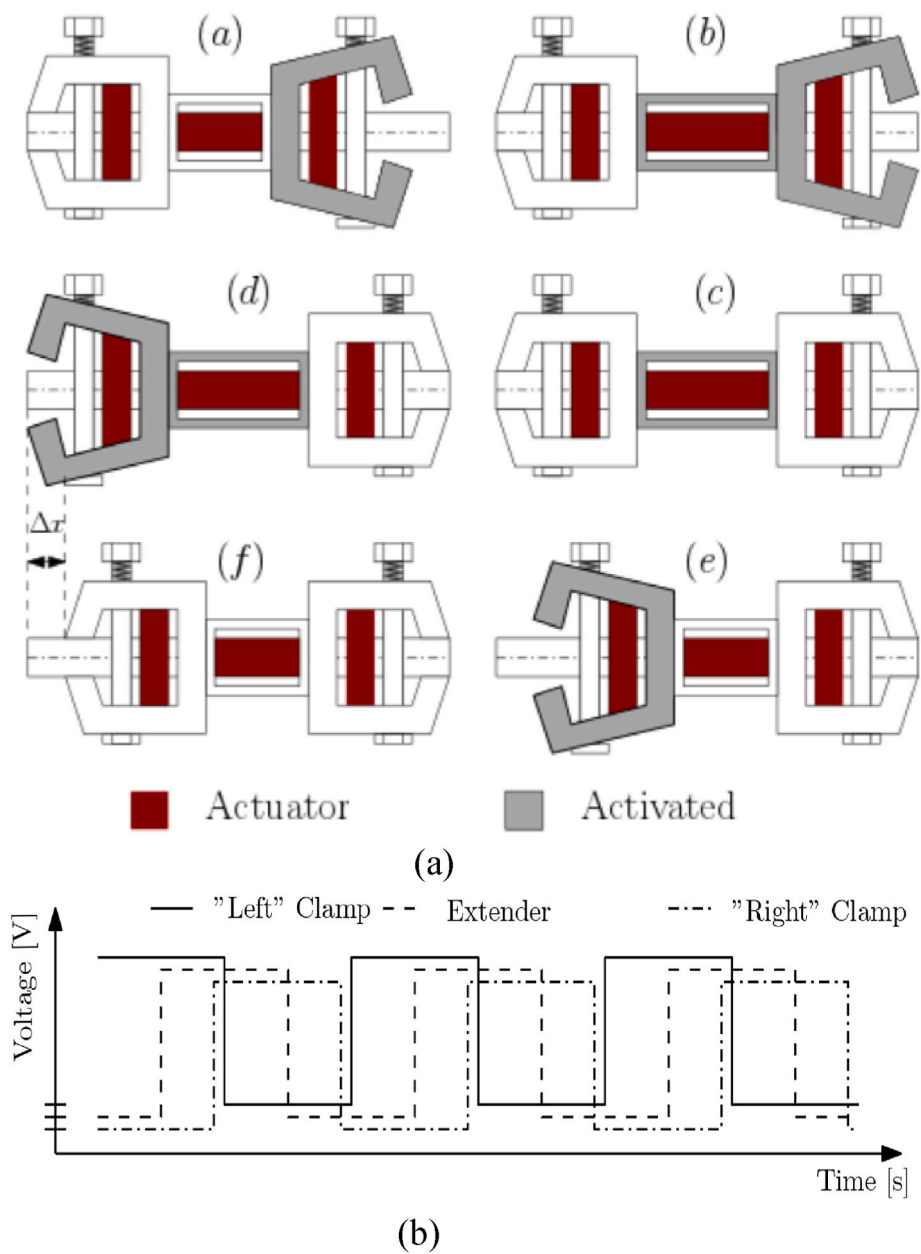 (a)
(b)
(d)
(c)
Δx
(f)
(e)
Actuator
Activated
(a)
"Left" Clamp
Extender
"Right" Clamp
Voltage [V]
Time [s]
(b)